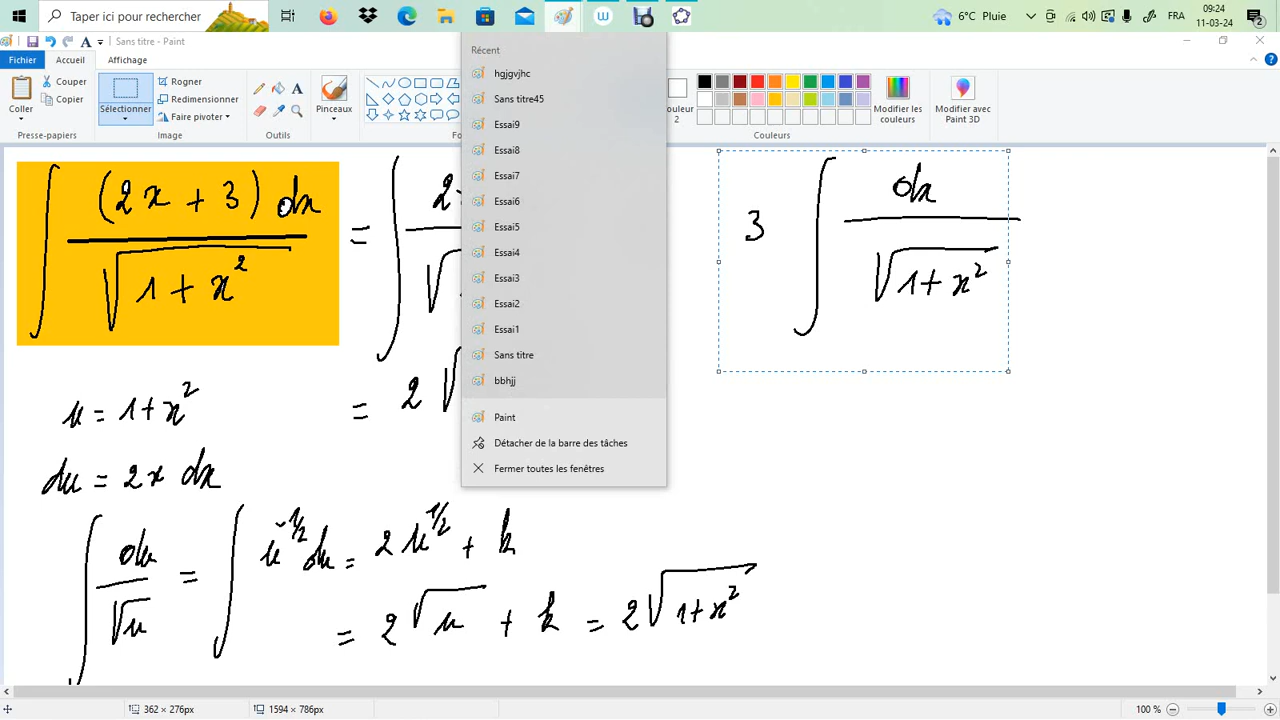 Taper ici pour rechercher
6°C Pluie
FRA
09:24
11-03-24
2
Sans titre - Paint
Fichier
Accueil
Affichage
Coller
Couper
Copier
Presse-papiers
Sélectionner
Rogner
Redimensionner
Faire pivoter
Image
A
Outils
Pinceaux
Couleur
2
Couleurs
Modifier les
couleurs
Modifier avec
Paint 3D
Récent
hgjgvjhc
Sans titre45
Essai9
Essai8
Essai7
Essai6
Essai5
Essai4
Essai3
Essai2
Essai1
Sans titre
bbhjj
Paint
Détacher de la barre des tâches
Fermer toutes les fenêtres
∫ (2x + 3) dx / √(1 + x²) = ∫ 2
= 2 √
3 ∫ dx / √(1 + x²)
u = 1+x²
du = 2x dx
∫ du/√u = ∫ u^(-1/2) du = 2 u^(1/2) + k
= 2 √u + k = 2√(1+x²)
362 × 276px
1594 × 786px
100 %